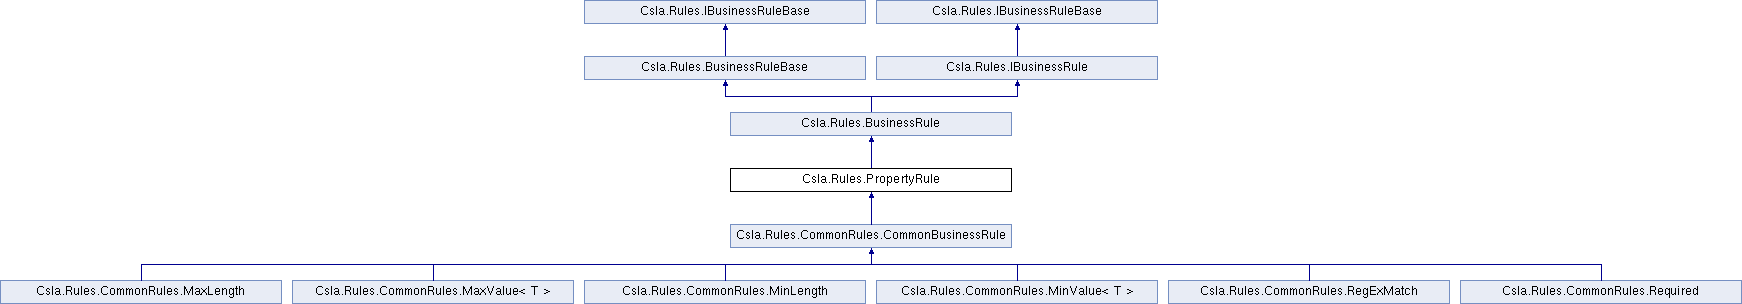 Csla.Rules.IBusinessRuleBase
Csla.Rules.IBusinessRuleBase
Csla.Rules.BusinessRuleBase
Csla.Rules.IBusinessRule
Csla.Rules.BusinessRule
Csla.Rules.PropertyRule
Csla.Rules.CommonRules.CommonBusinessRule
Csla.Rules.CommonRules.MaxLength
Csla.Rules.CommonRules.MaxValue< T >
Csla.Rules.CommonRules.MinLength
Csla.Rules.CommonRules.MinValue< T >
Csla.Rules.CommonRules.RegExMatch
Csla.Rules.CommonRules.Required